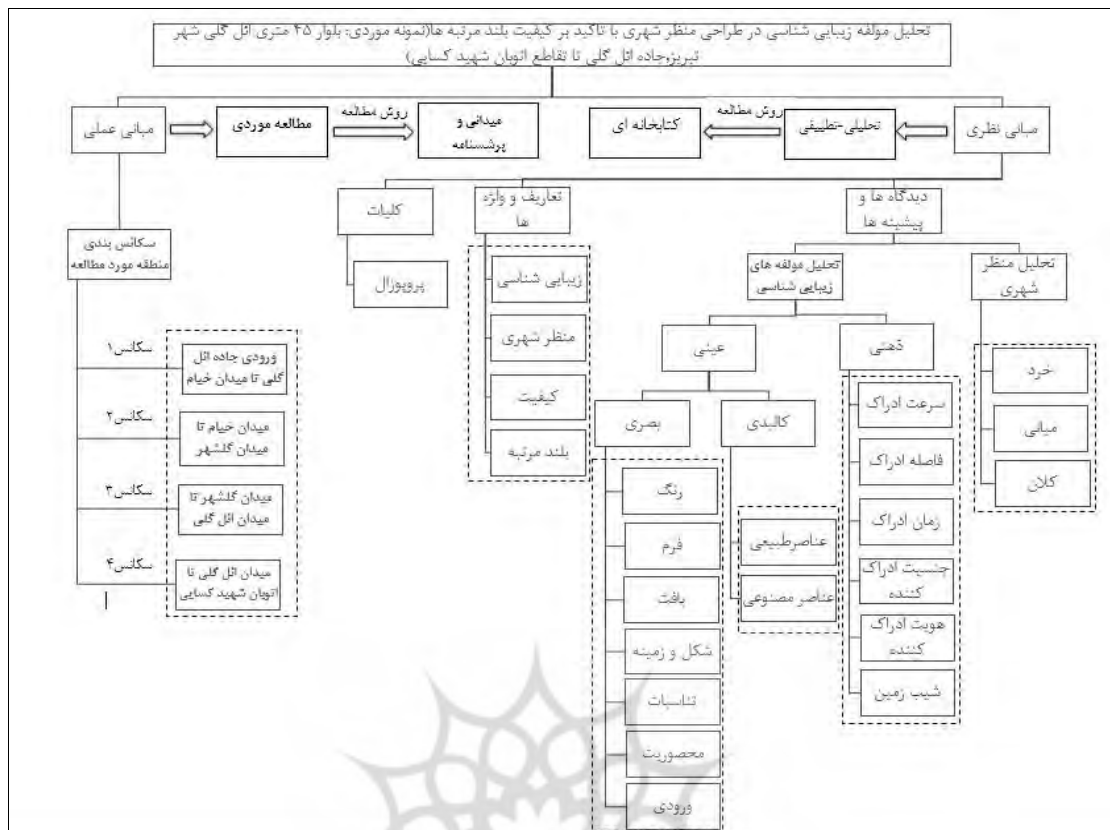 تحلیل مولفه زیبایی شناسی در طراحی منظر شهری با تاکید بر کیفیت بلند مرتبه ها(نمونه موردی: بلوار ۴۵ متری ائل گلی شهر
تبریز،جاده ائل گلی تا تقاطع اتوبان شهید کسایی)
مبانی نظری
تحلیلی-تطبیقی
روش مطالعه
کتابخانه ای
میدانی و
پرشسنامه
روش مطالعه
مطالعه موردی
مبانی عملی
دیدگاه ها و
پیشینه ها
تعاریف و واژه
ها
کلیات
تحلیل منظر
شهری
خرد
میانی
کلان
تحلیل مولفه های
زیبایی شناسی
ذهنی
سرعت ادراک
فاصله ادراک
زمان ادراک
جنسیت ادراک
کننده
هویت ادراک
کننده
شیب زمین
عینی
کالبدی
عناصرطبیعی
عناصر مصنوعی
بصری
رنگ
فرم
بافت
شکل و زمینه
تناسبات
محصوریت
ورودی
زیبایی شناسی
منظر شهری
کیفیت
بلند مرتبه
پروپوزال
سکانس بندی
منطقه مورد مطالعه
سکانس۱
ورودی جاده ائل
گلی تا میدان خیام
سکانس۲
میدان خیام تا
میدان گلشهر
سکانس۳
میدان گلشهر تا
میدان ائل گلی
سکانس۴
میدان ائل گلی تا
اتوبان شهید کسایی